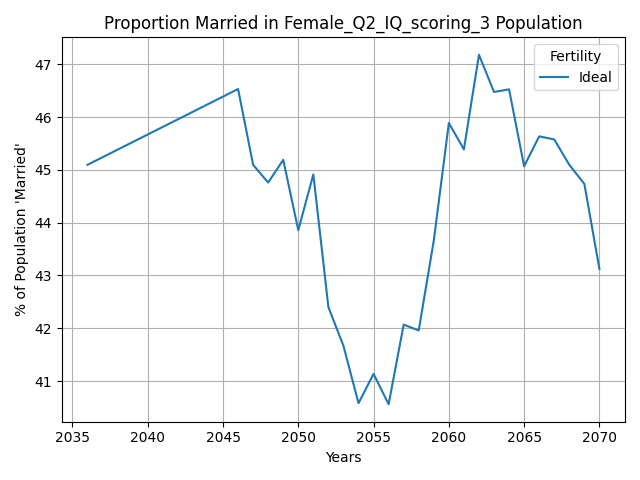 Proportion Married in Female_Q2_IQ_scoring_3 Population
Fertility
Ideal
% of Population 'Married'
47
46
45
44
43
42
41
2035 2040 2045 2050 2055 2060 2065 2070
Years